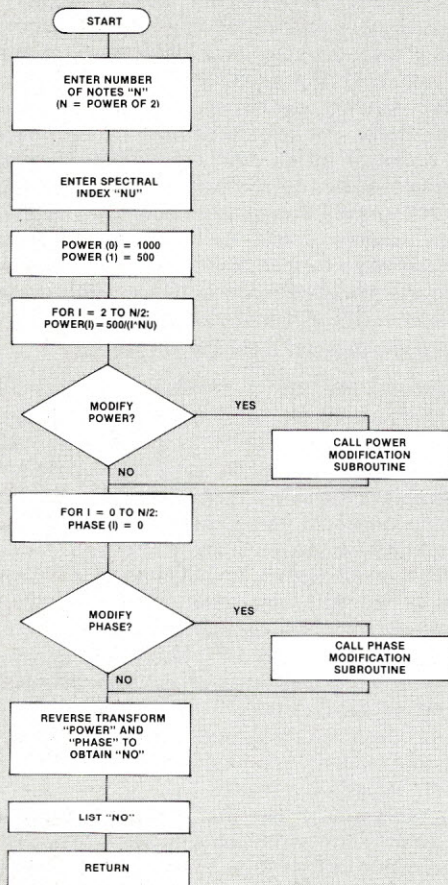 START
ENTER NUMBER
OF NOTES "N"
(N = POWER OF 2)
ENTER SPECTRAL
INDEX "NU"
POWER (0) = 1000
POWER (1) = 500
FOR I = 2 TO N/2:
POWER(I) = 500/(I^NU)
MODIFY
POWER?
YES
CALL POWER
MODIFICATION
SUBROUTINE
NO
FOR I = 0 TO N/2:
PHASE (I) = 0
MODIFY
PHASE?
YES
CALL PHASE
MODIFICATION
SUBROUTINE
NO
REVERSE TRANSFORM
"POWER" AND
"PHASE" TO
OBTAIN "NO"
LIST "NO"
RETURN